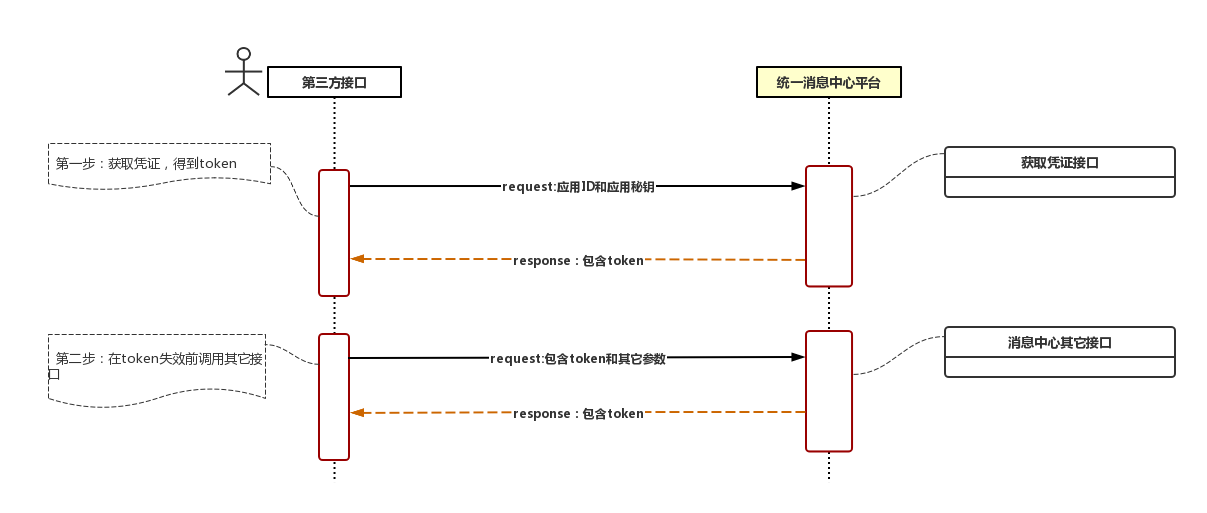 第三方接口
统一消息中心平台
第一步：获取凭证，得到token
获取凭证接口
request:应用ID和应用秘钥
response：包含token
第二步：在token失效前调用其它接
口
消息中心其它接口
request:包含token和其它参数
response：包含token